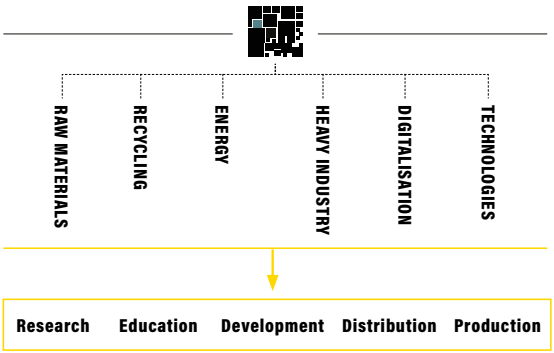 RAW MATERIALS
RECYCLING
ENERGY
HEAVY INDUSTRY
DIGITALISATION
TECHNOLOGIES
Research Education Development Distribution Production